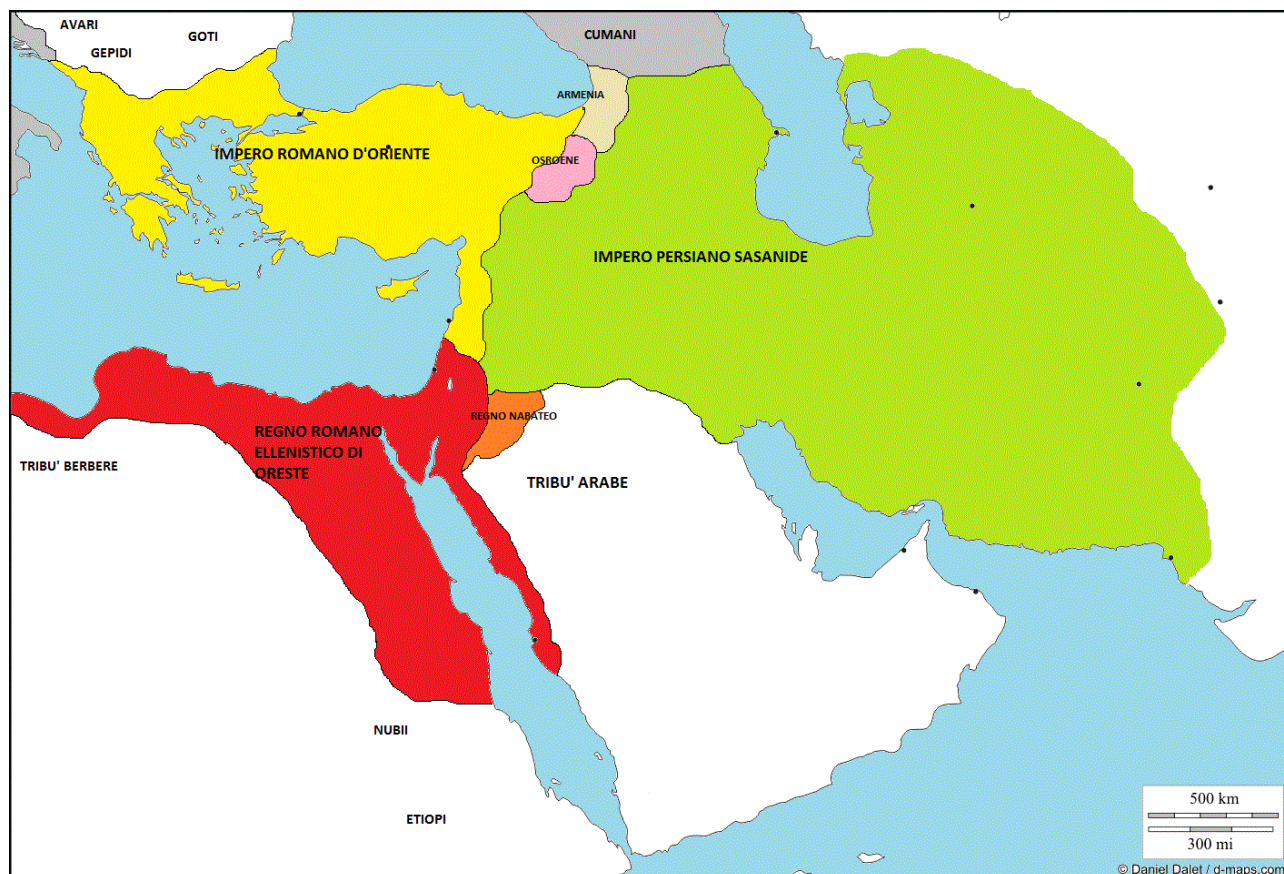 AVARI
GOTI
GEPIDI
CUMANI
ARMENIA
IMPERO ROMANO D'ORIENTE
OSROENE
IMPERO PERSIANO SASANIDE
REGNO NABATEO
REGNO ROMANO
ELLENISTICO DI
ORESTE
TRIBU' BERBERE
TRIBU' ARABE
NUBII
ETIOPI
500 km
300 mi
© Daniel Dalet / d-maps.com